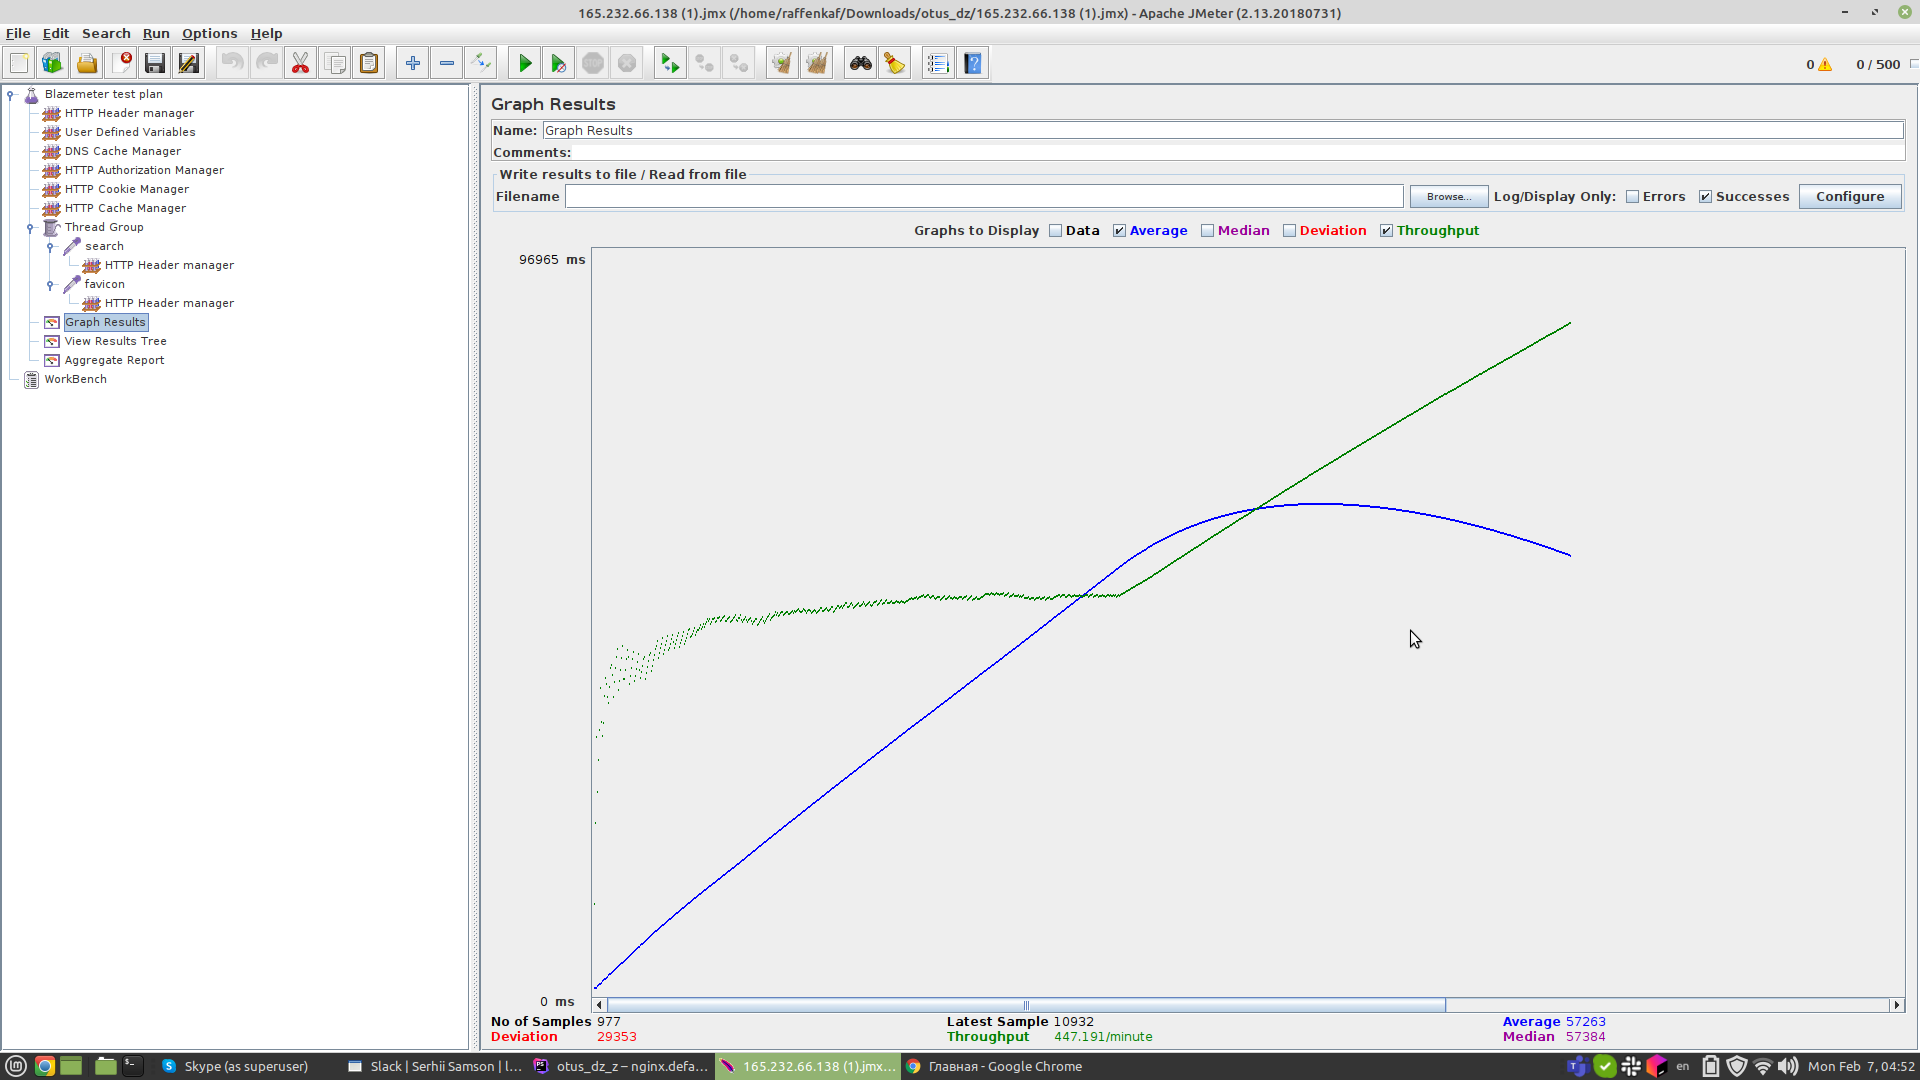 165.232.66.138 (1).jmx (/home/raffenkaf/Downloads/otus_dz/165.232.66.138 (1).jmx) - Apache JMeter (2.13.20180731)
File Edit Search Run Options Help
0 0 / 500
Blazemeter test plan
HTTP Header manager
User Defined Variables
DNS Cache Manager
HTTP Authorization Manager
HTTP Cookie Manager
HTTP Cache Manager
Thread Group
search
HTTP Header manager
favicon
HTTP Header manager
Graph Results
View Results Tree
Aggregate Report
WorkBench
Graph Results
Name: Graph Results
Comments:
Write results to file / Read from file
Filename Browse... Log/Display Only: Errors Successes Configure
Graphs to Display Data Average Median Deviation Throughput
96965 ms
0 ms
No of Samples 977 Latest Sample 10932 Average 57263
Deviation 29353 Throughput 447.191/minute Median 57384
Skype (as superuser) Slack | Serhii Samson | l... otus_dz_z – nginx.defa... 165.232.66.138 (1).jmx... Главная - Google Chrome en Mon Feb 7, 04:52